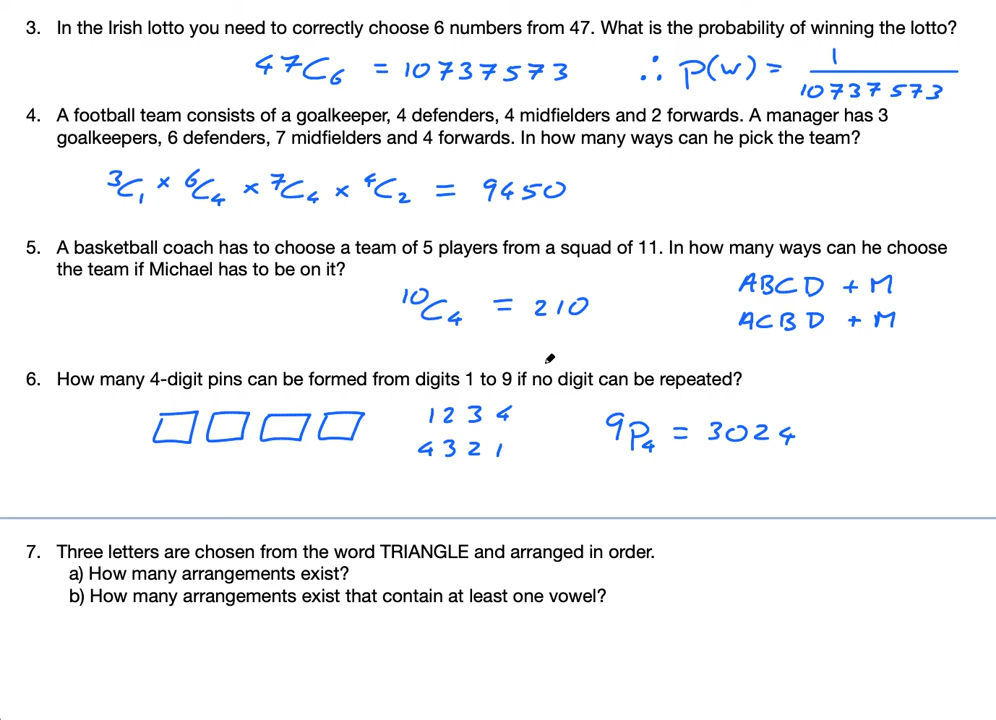 3. In the Irish lotto you need to correctly choose 6 numbers from 47. What is the probability of winning the lotto?
⁴⁷C₆ = 10737573 ∴ P(W) = 1/10737573
4. A football team consists of a goalkeeper, 4 defenders, 4 midfielders and 2 forwards. A manager has 3
goalkeepers, 6 defenders, 7 midfielders and 4 forwards. In how many ways can he pick the team?
³C₁ × ⁶C₄ × ⁷C₄ × ⁴C₂ = 9450
5. A basketball coach has to choose a team of 5 players from a squad of 11. In how many ways can he choose
the team if Michael has to be on it?
¹⁰C₄ = 210
ABCD + M
ACBD + M
6. How many 4-digit pins can be formed from digits 1 to 9 if no digit can be repeated?
1 2 3 4
4 3 2 1
⁹P₄ = 3024
7. Three letters are chosen from the word TRIANGLE and arranged in order.
a) How many arrangements exist?
b) How many arrangements exist that contain at least one vowel?